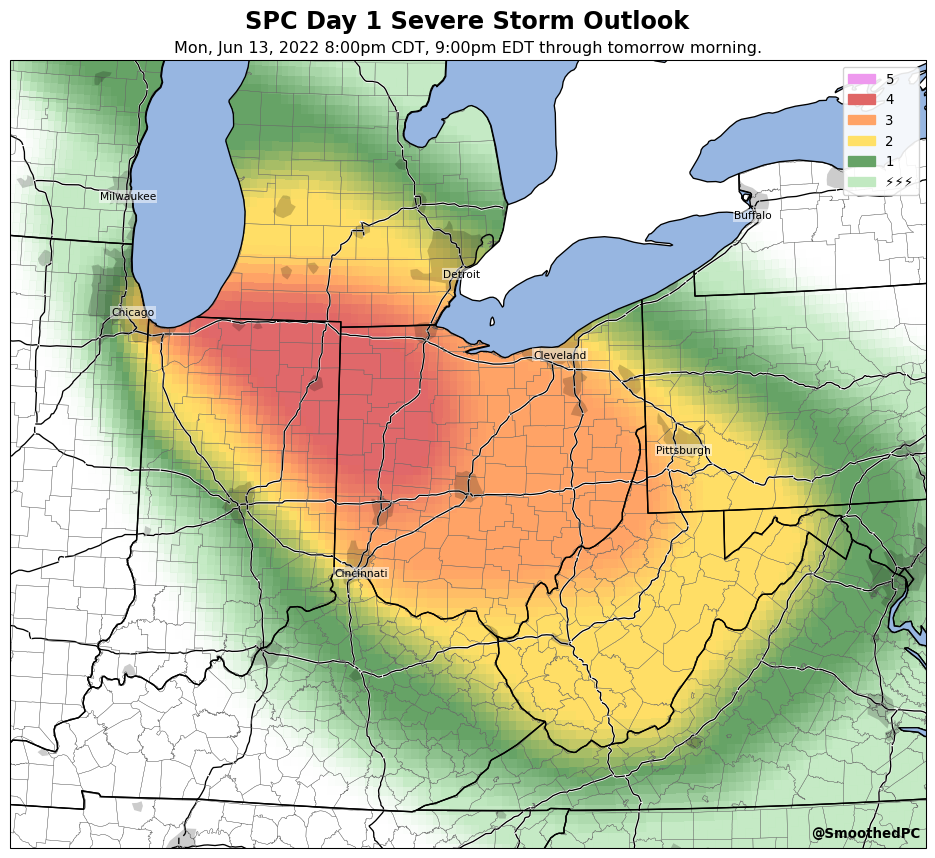 SPC Day 1 Severe Storm Outlook
Mon, Jun 13, 2022 8:00pm CDT, 9:00pm EDT through tomorrow morning.
5
4
3
2
1
⚡⚡⚡
Milwaukee
Buffalo
Detroit
Chicago
Cleveland
Pittsburgh
Cincinnati
@SmoothedPC